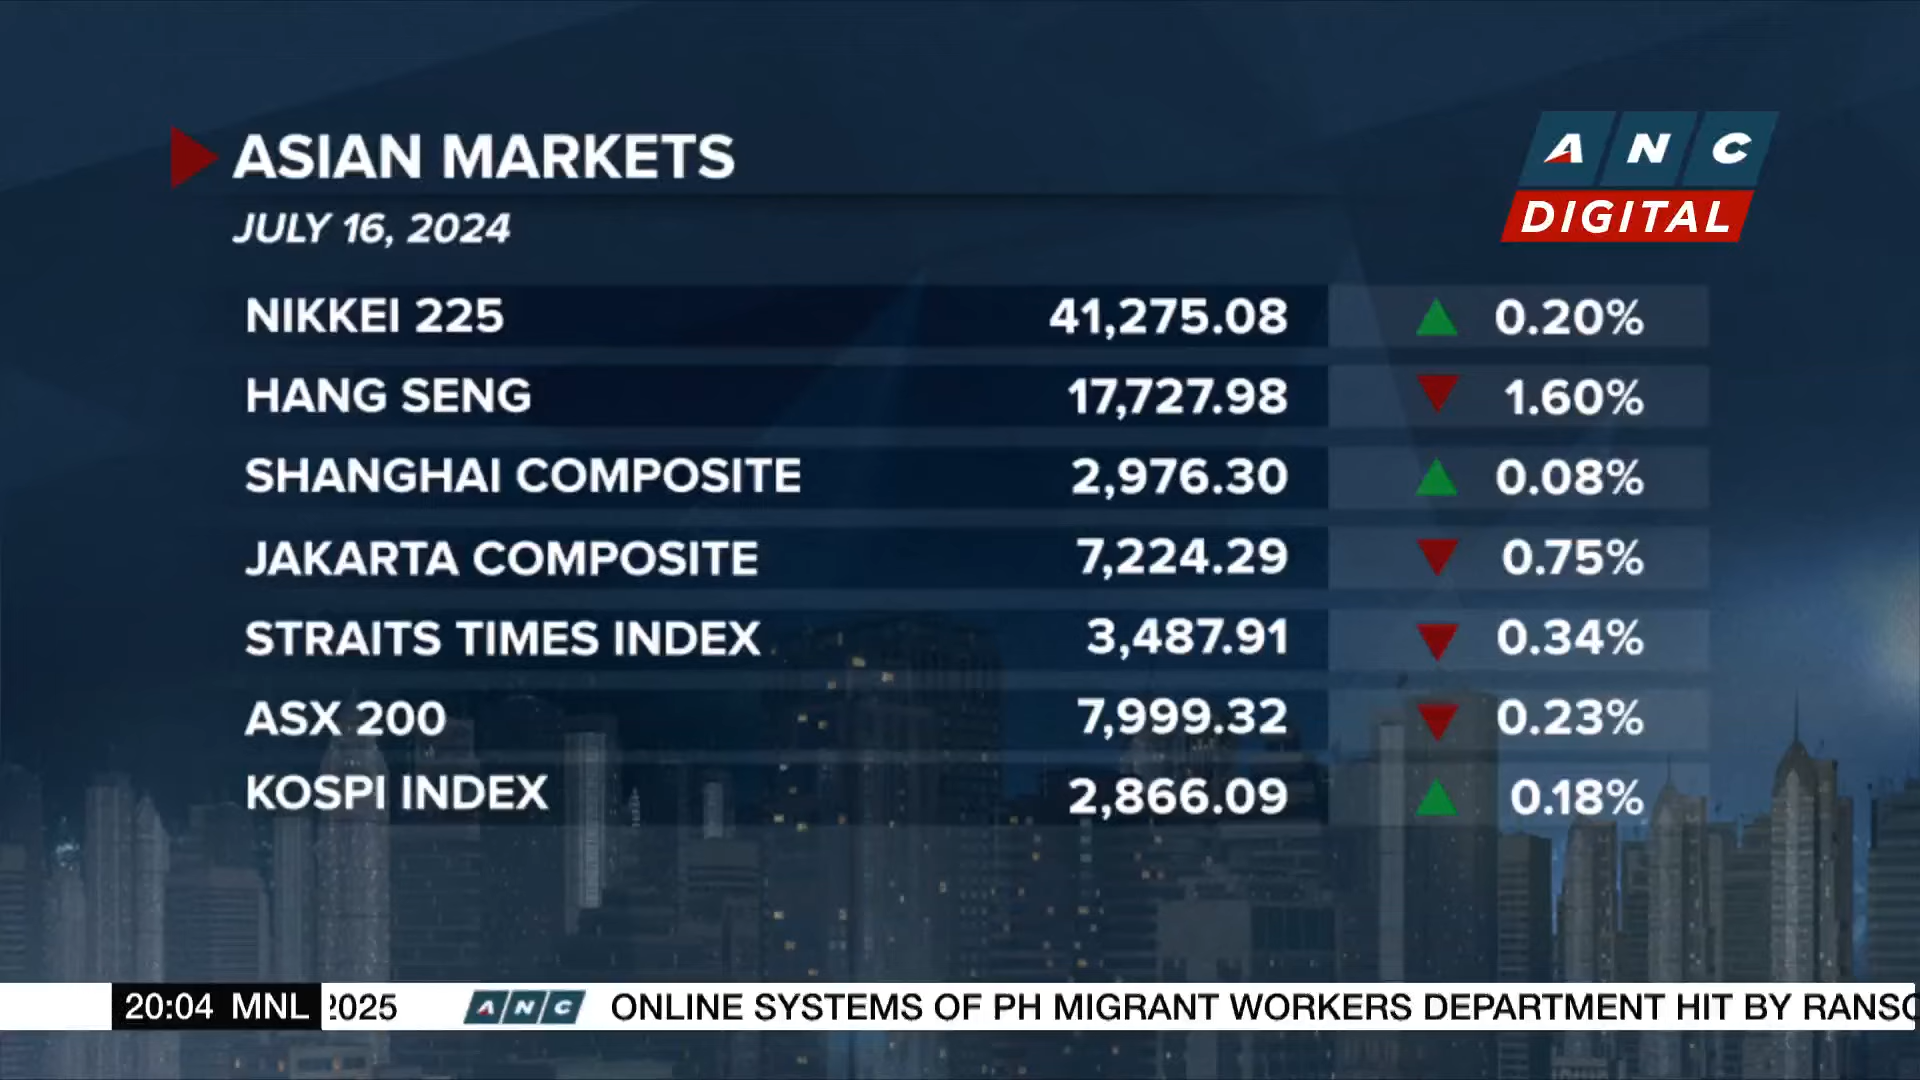 ASIAN MARKETS
JULY 16, 2024
ANC
DIGITAL
NIKKEI 225 41,275.08 0.20%
HANG SENG 17,727.98 1.60%
SHANGHAI COMPOSITE 2,976.30 0.08%
JAKARTA COMPOSITE 7,224.29 0.75%
STRAITS TIMES INDEX 3,487.91 0.34%
ASX 200 7,999.32 0.23%
KOSPI INDEX 2,866.09 0.18%
20:04 MNL 2025 ANC ONLINE SYSTEMS OF PH MIGRANT WORKERS DEPARTMENT HIT BY